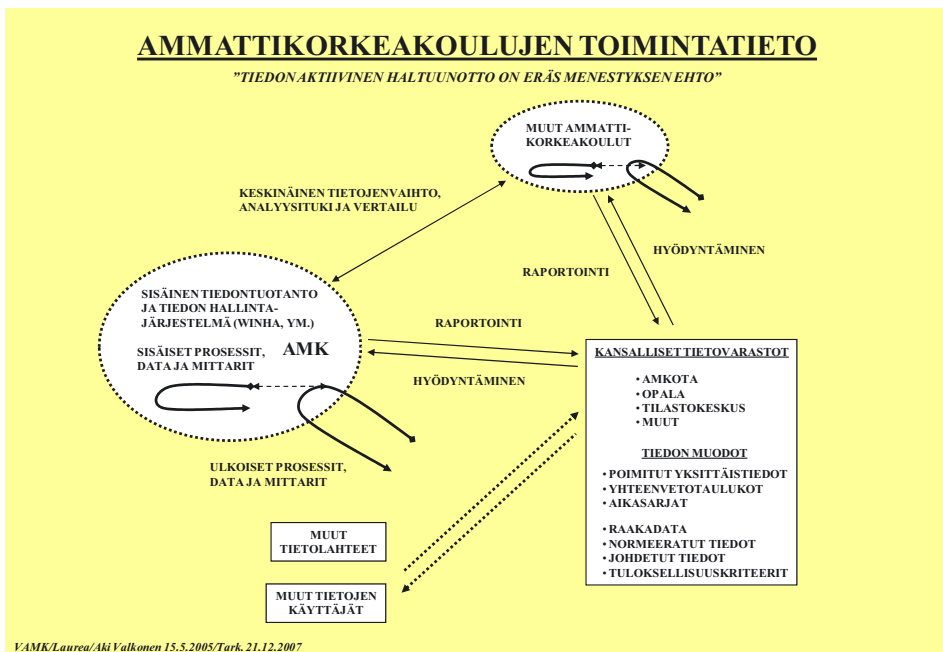 AMMATTIKORKEAKOULUJEN TOIMINTATIETO
”TIEDON AKTIIVINEN HALTUUNOTTO ON ERÄS MENESTYKSEN EHTO”
MUUT AMMATTI-
KORKEAKOULUT
KESKINÄINEN TIETOJENVAIHTO,
ANALYYSITUKI JA VERTAILU
HYÖDYNTÄMINEN
RAPORTOINTI
SISÄINEN TIEDONTUOTANTO
JA TIEDON HALLINTA-
JÄRJESTELMÄ (WINHA, YM.)
SISÄISET PROSESSIT,
DATA JA MITTARIT
AMK
RAPORTOINTI
HYÖDYNTÄMINEN
ULKOISET PROSESSIT,
DATA JA MITTARIT
KANSALLISET TIETOVARASTOT
• AMKOTA
• OPALA
• TILASTOKESKUS
• MUUT
TIEDON MUODOT
• POIMITUT YKSITTÄISTIEDOT
• YHTEENVETOTAULUKOT
• AIKASARJAT
• RAAKADATA
• NORMEERATUT TIEDOT
• JOHDETUT TIEDOT
• TULOKSELLISUUSKRITEERIT
MUUT
TIETOLAHTEET
MUUT TIETOJEN
KÄYTTÄJÄT
VAMK/Laurea/Aki Valkonen 15.5.2005/Tark. 21.12.2007